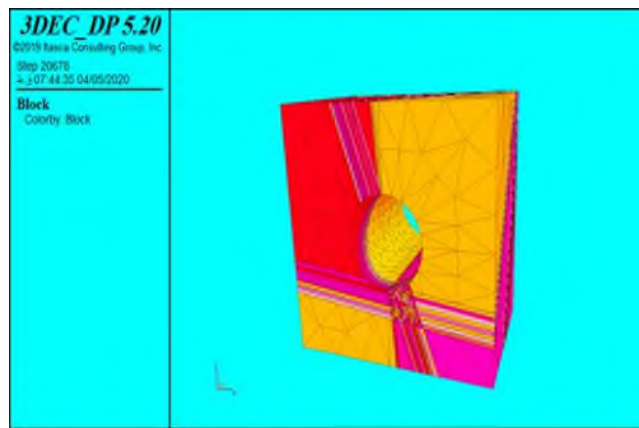 3DEC_DP 5.20
©2019 Itasca Consulting Group, Inc.
Step 20678
07:44:35 04/05/2020
Block
Colorby: Block